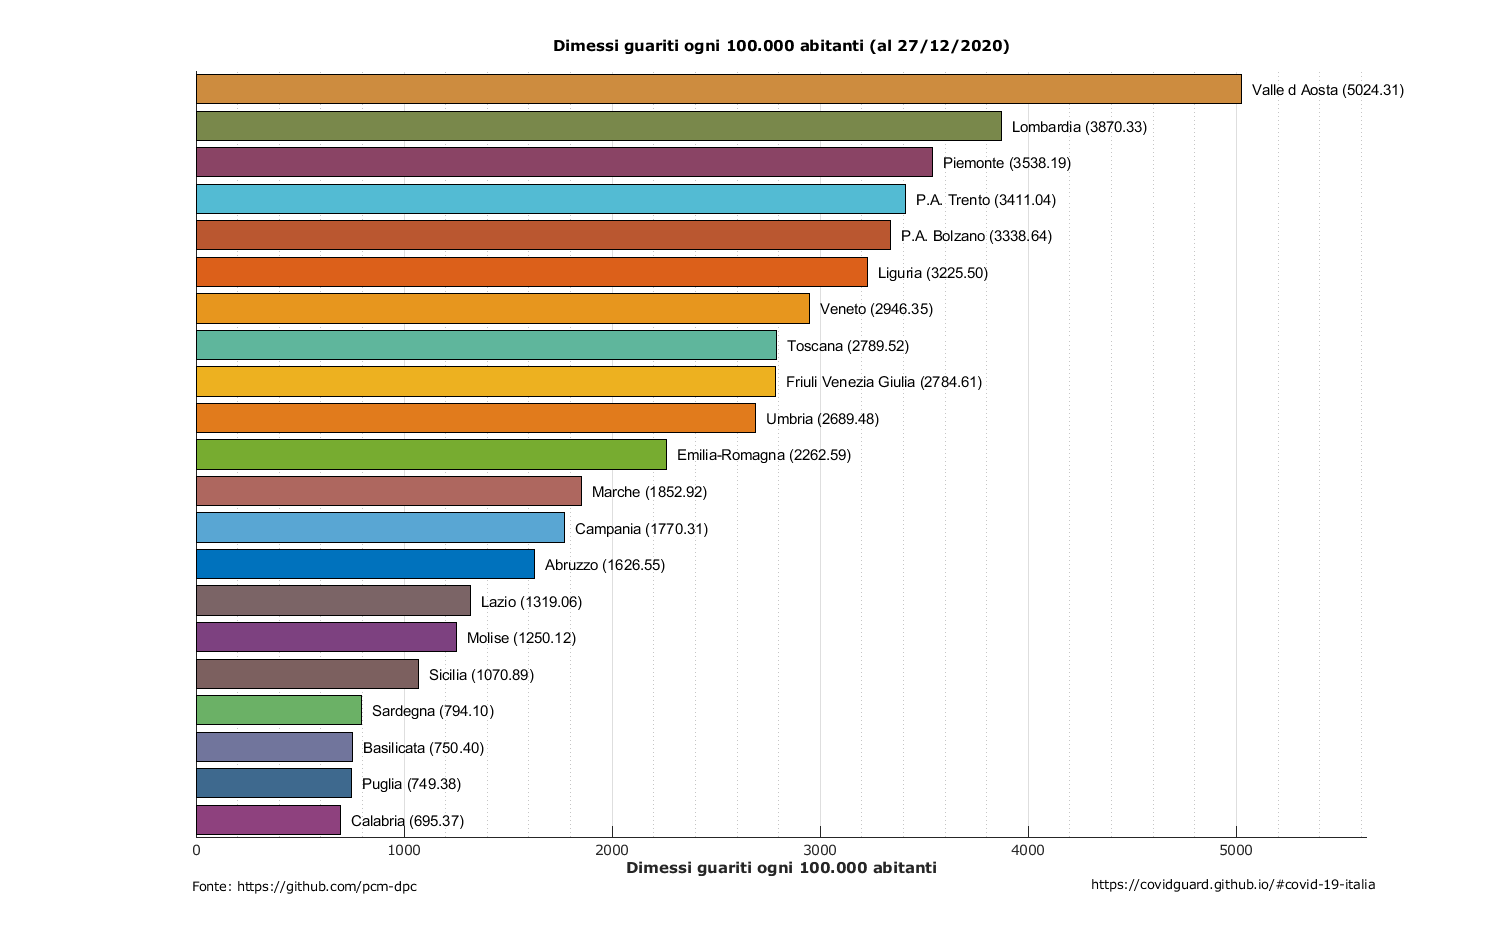 Dimessi guariti ogni 100.000 abitanti (al 27/12/2020)
Valle d Aosta (5024.31)
Lombardia (3870.33)
Piemonte (3538.19)
P.A. Trento (3411.04)
P.A. Bolzano (3338.64)
Liguria (3225.50)
Veneto (2946.35)
Toscana (2789.52)
Friuli Venezia Giulia (2784.61)
Umbria (2689.48)
Emilia-Romagna (2262.59)
Marche (1852.92)
Campania (1770.31)
Abruzzo (1626.55)
Lazio (1319.06)
Molise (1250.12)
Sicilia (1070.89)
Sardegna (794.10)
Basilicata (750.40)
Puglia (749.38)
Calabria (695.37)
0 1000 2000 3000 4000 5000
Dimessi guariti ogni 100.000 abitanti
Fonte: https://github.com/pcm-dpc
https://covidguard.github.io/#covid-19-italia